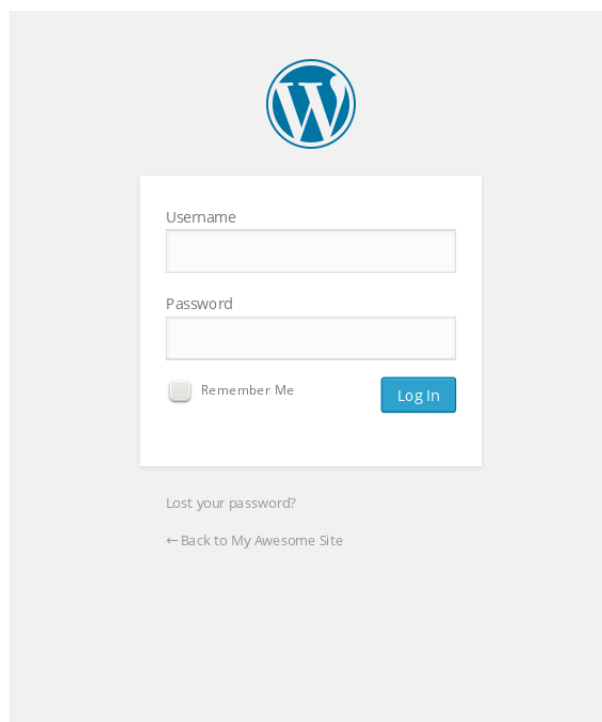 Username
Password
Remember Me
Log In
Lost your password?
← Back to My Awesome Site